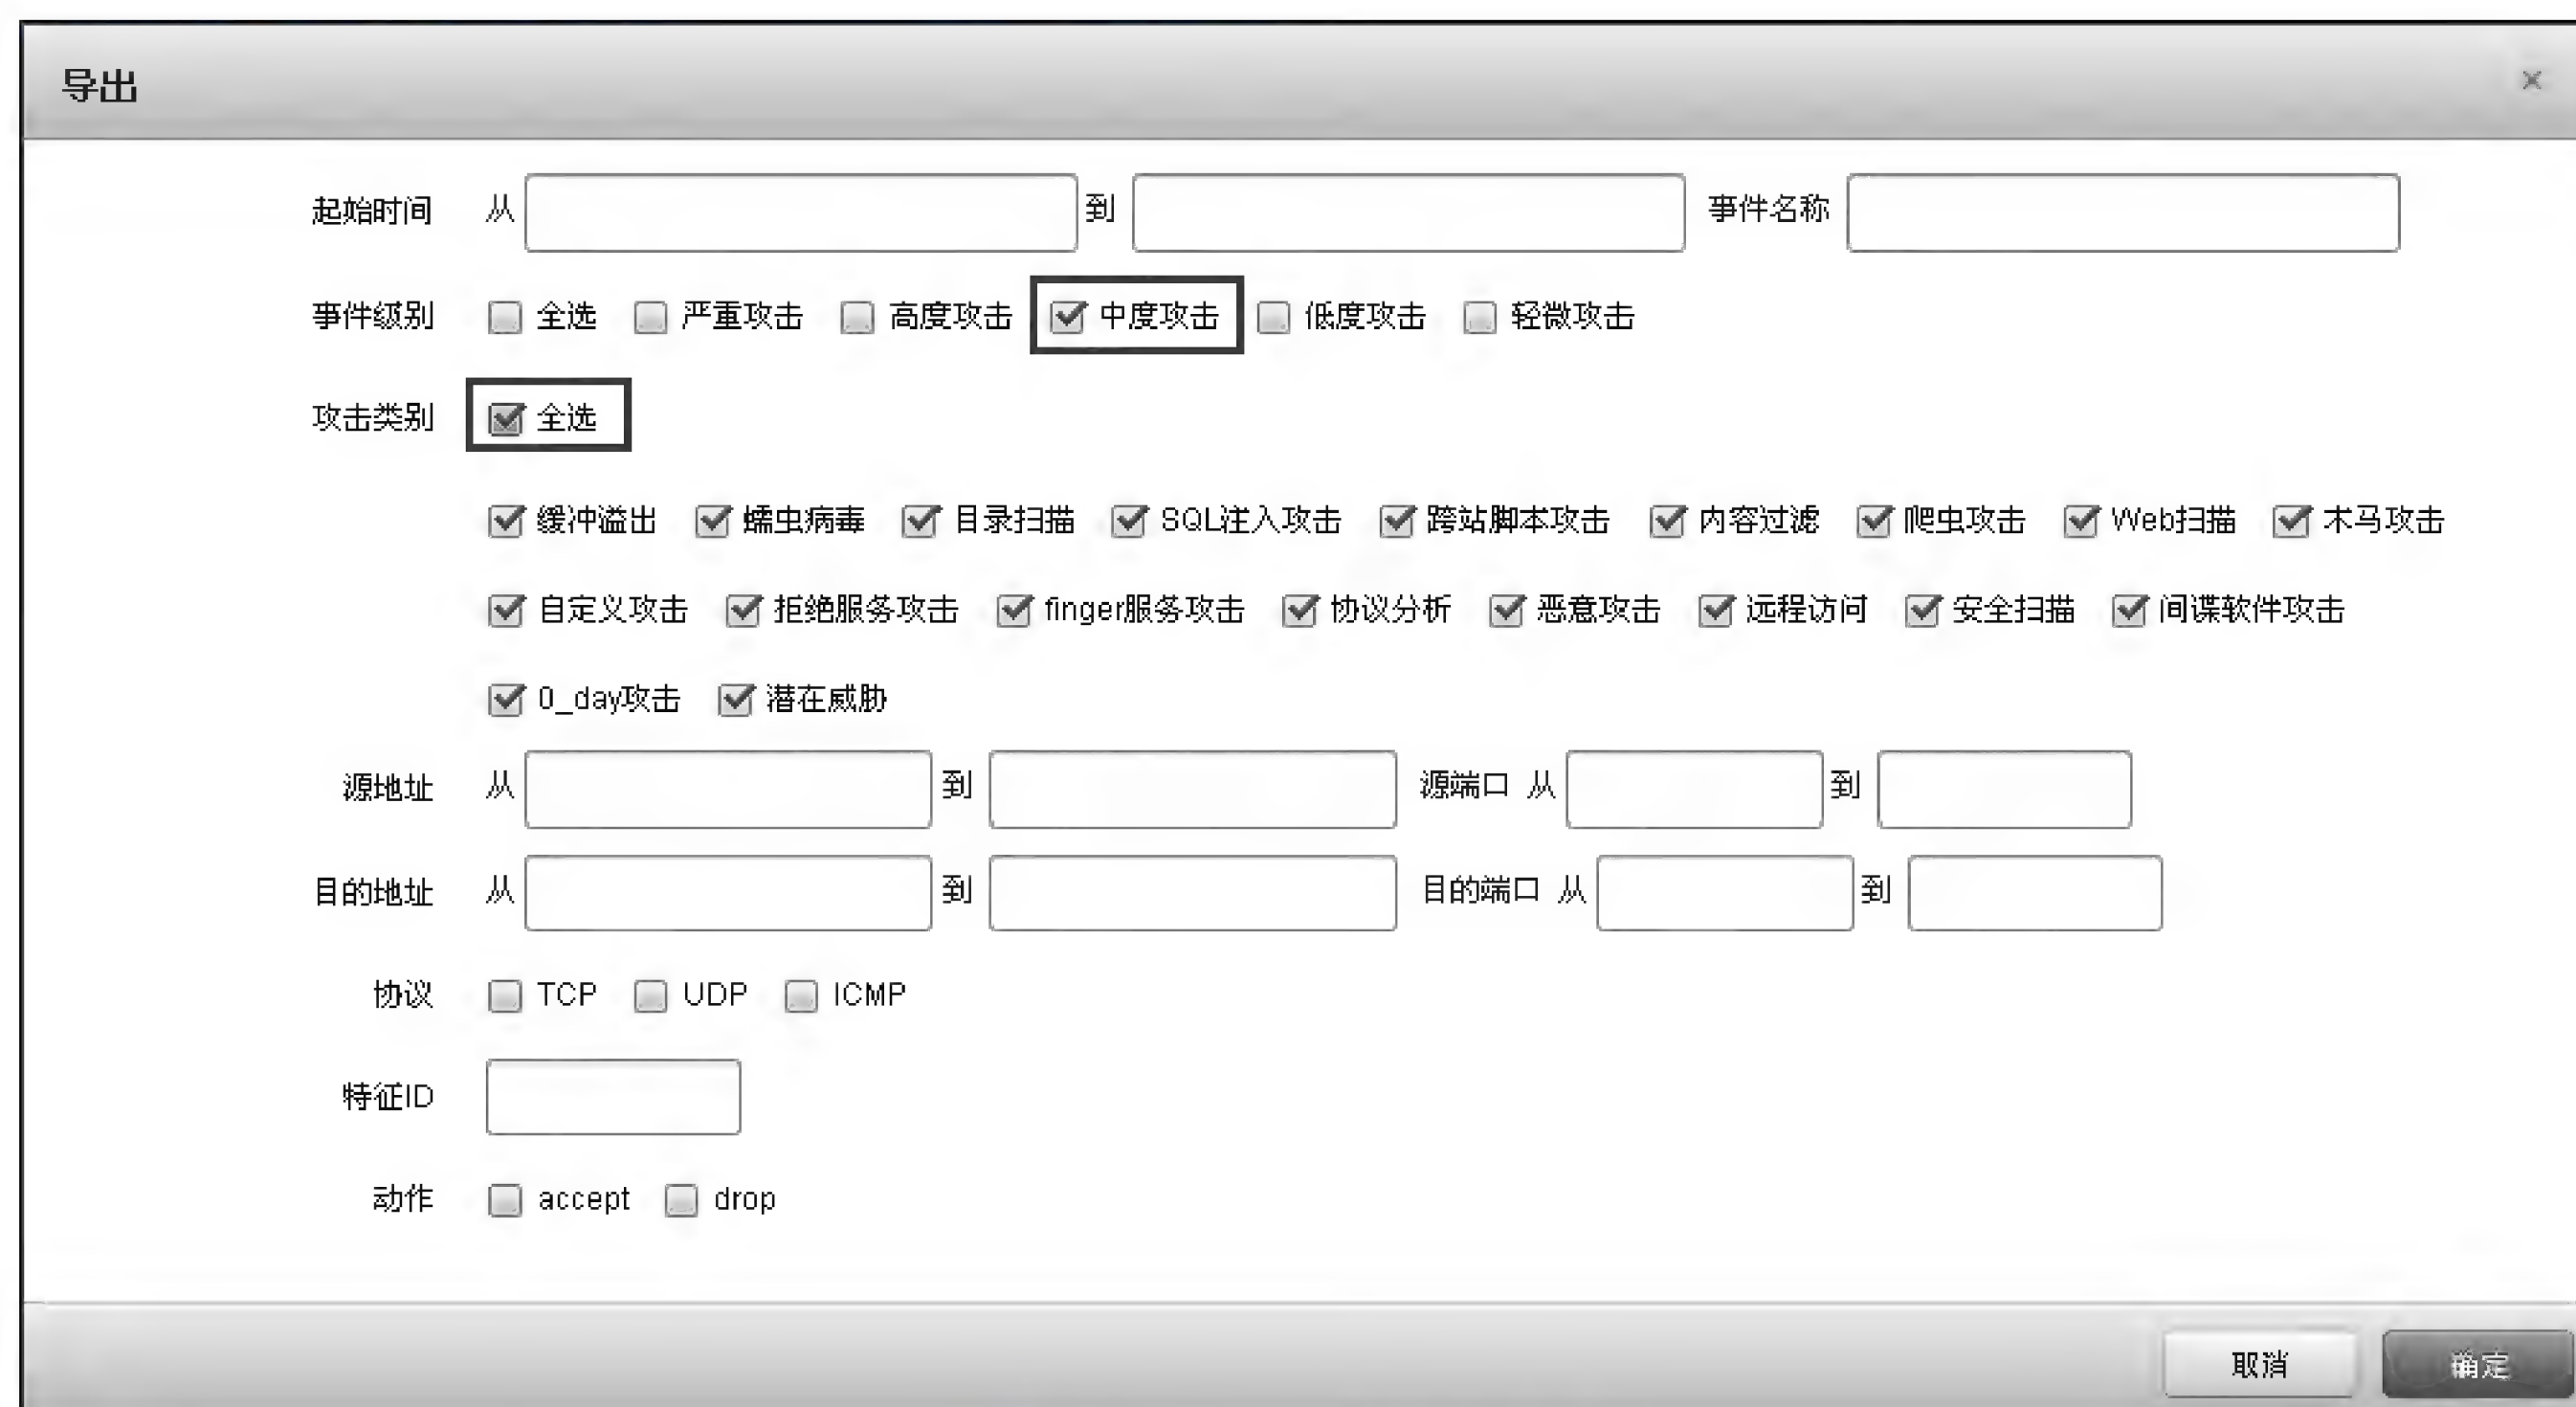 导出
起始时间 从 到 事件名称
事件级别 全选 严重攻击 高度攻击 中度攻击 低度攻击 轻微攻击
攻击类别 全选
缓冲溢出 蠕虫病毒 目录扫描 SQL注入攻击 跨站脚本攻击 内容过滤 爬虫攻击 Web扫描 木马攻击
自定义攻击 拒绝服务攻击 finger服务攻击 协议分析 恶意攻击 远程访问 安全扫描 间谍软件攻击
0_day攻击 潜在威胁
源地址 从 到 源端口 从 到
目的地址 从 到 目的端口 从 到
协议 TCP UDP ICMP
特征ID
动作 accept drop
取消 确定